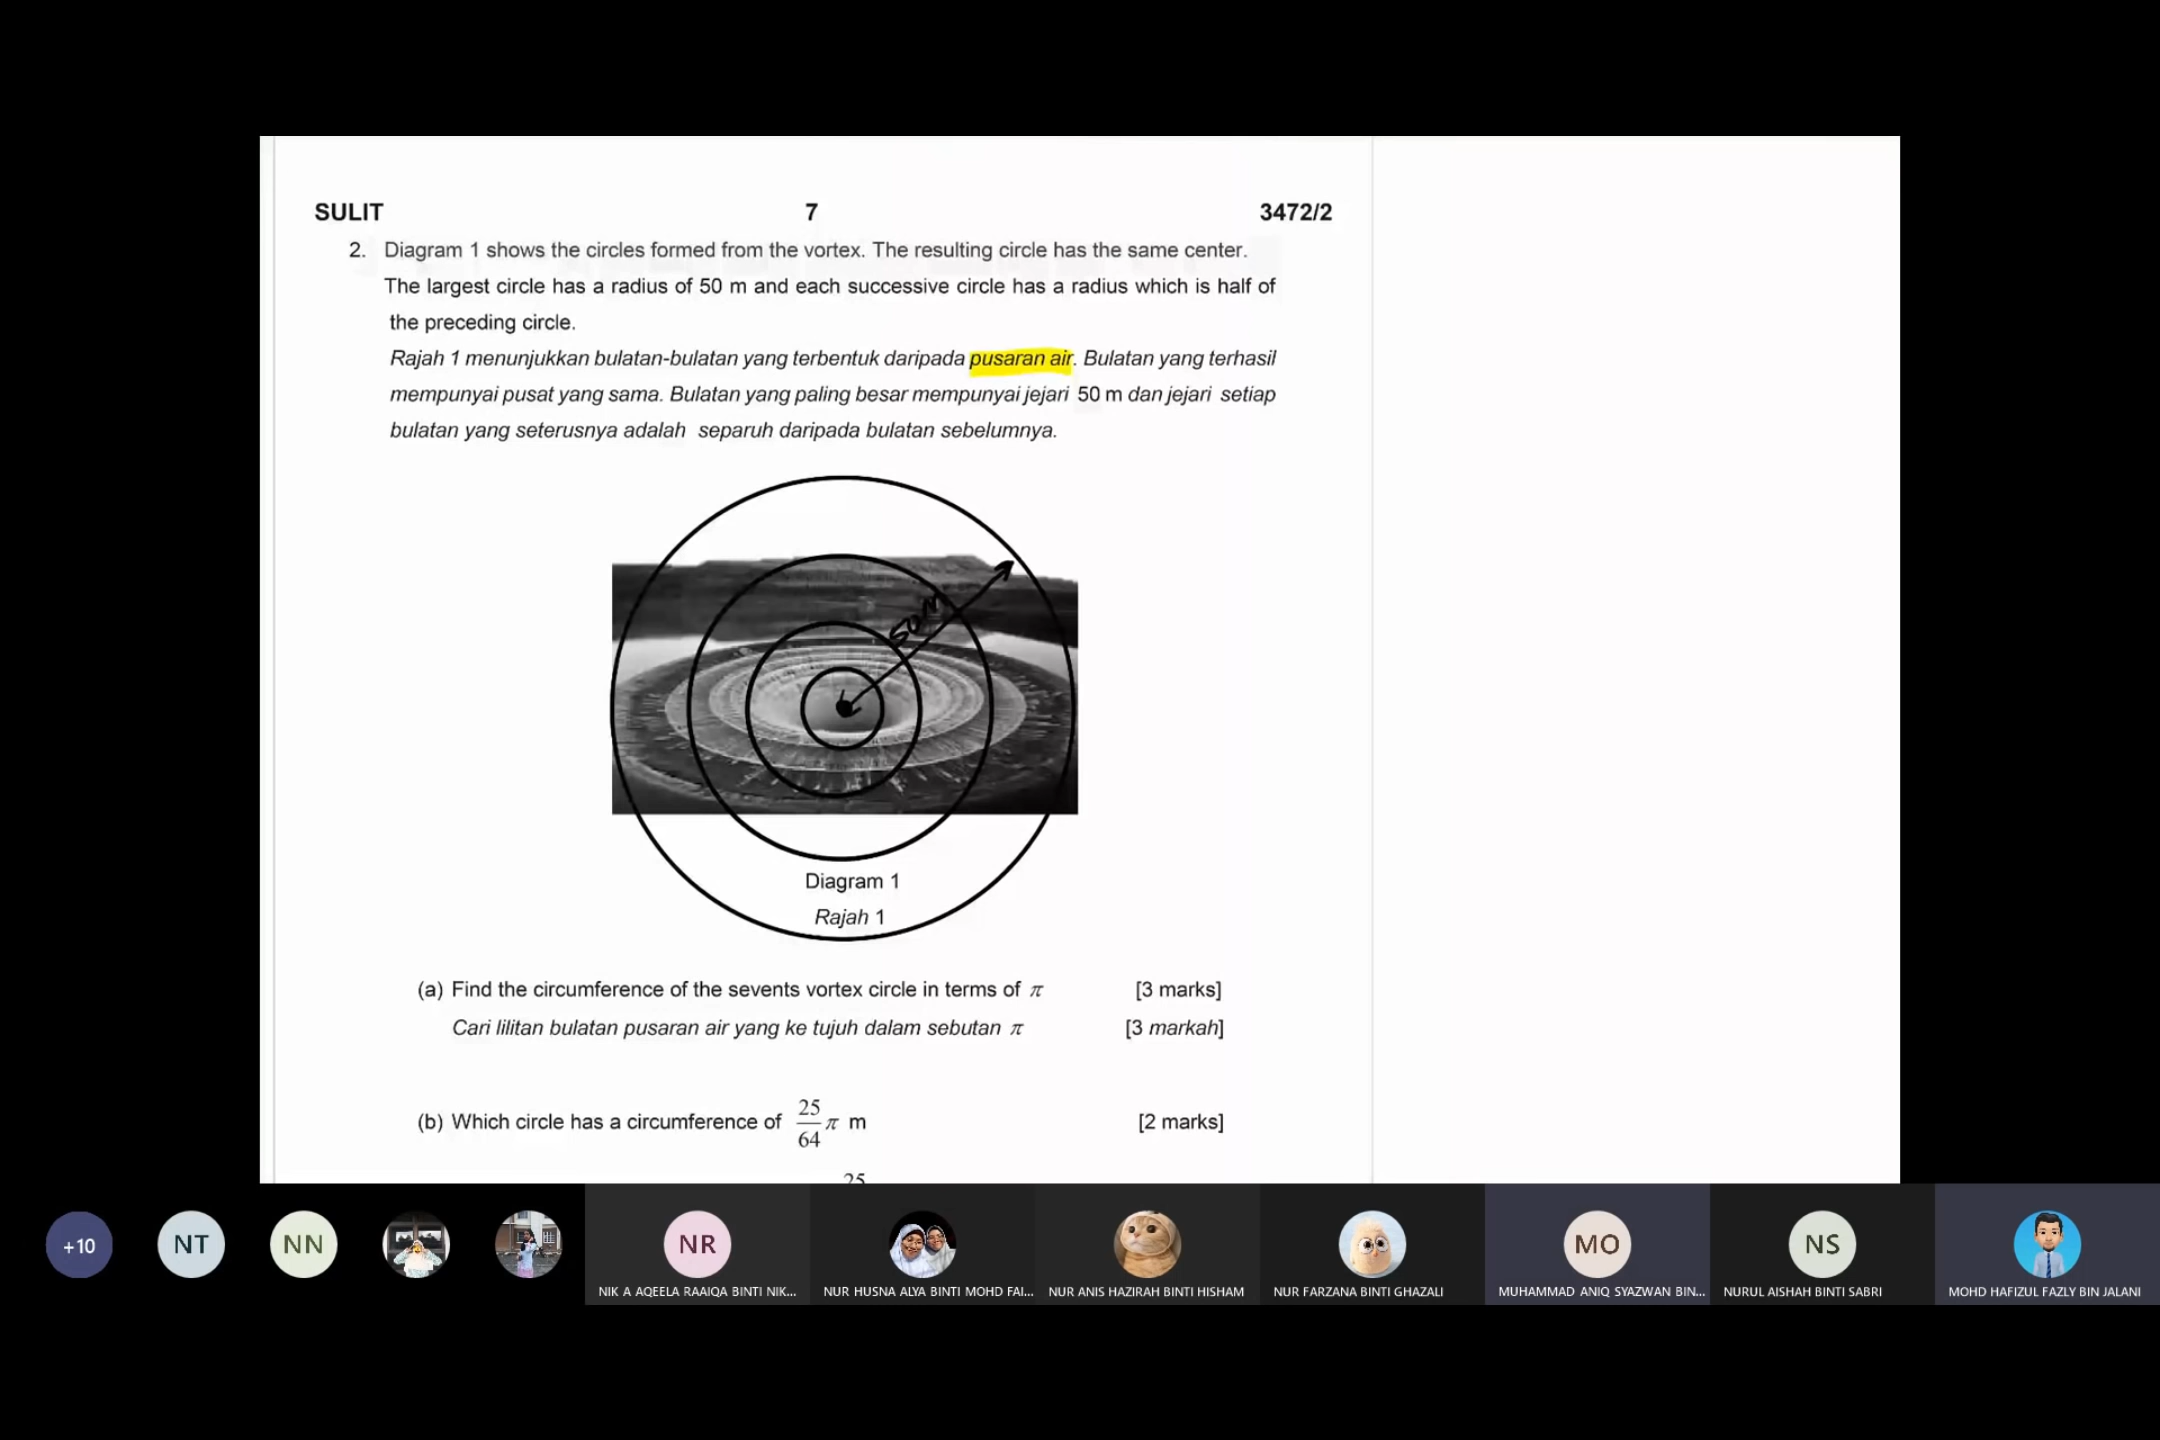 SULIT 7 3472/2
2. Diagram 1 shows the circles formed from the vortex. The resulting circle has the same center.
The largest circle has a radius of 50 m and each successive circle has a radius which is half of
the preceding circle.
Rajah 1 menunjukkan bulatan-bulatan yang terbentuk daripada pusaran air. Bulatan yang terhasil
mempunyai pusat yang sama. Bulatan yang paling besar mempunyai jejari 50 m dan jejari setiap
bulatan yang seterusnya adalah separuh daripada bulatan sebelumnya.
50 m
Diagram 1
Rajah 1
(a) Find the circumference of the sevents vortex circle in terms of π [3 marks]
Cari lilitan bulatan pusaran air yang ke tujuh dalam sebutan π [3 markah]
(b) Which circle has a circumference of 25/64 π m [2 marks]
25
+10 NT NN NR MO NS
NIK A AQEELA RAAIQA BINTI NIK... NUR HUSNA ALYA BINTI MOHD FAI... NUR ANIS HAZIRAH BINTI HISHAM NUR FARZANA BINTI GHAZALI MUHAMMAD ANIQ SYAZWAN BIN... NURUL AISHAH BINTI SABRI MOHD HAFIZUL FAZLY BIN JALANI